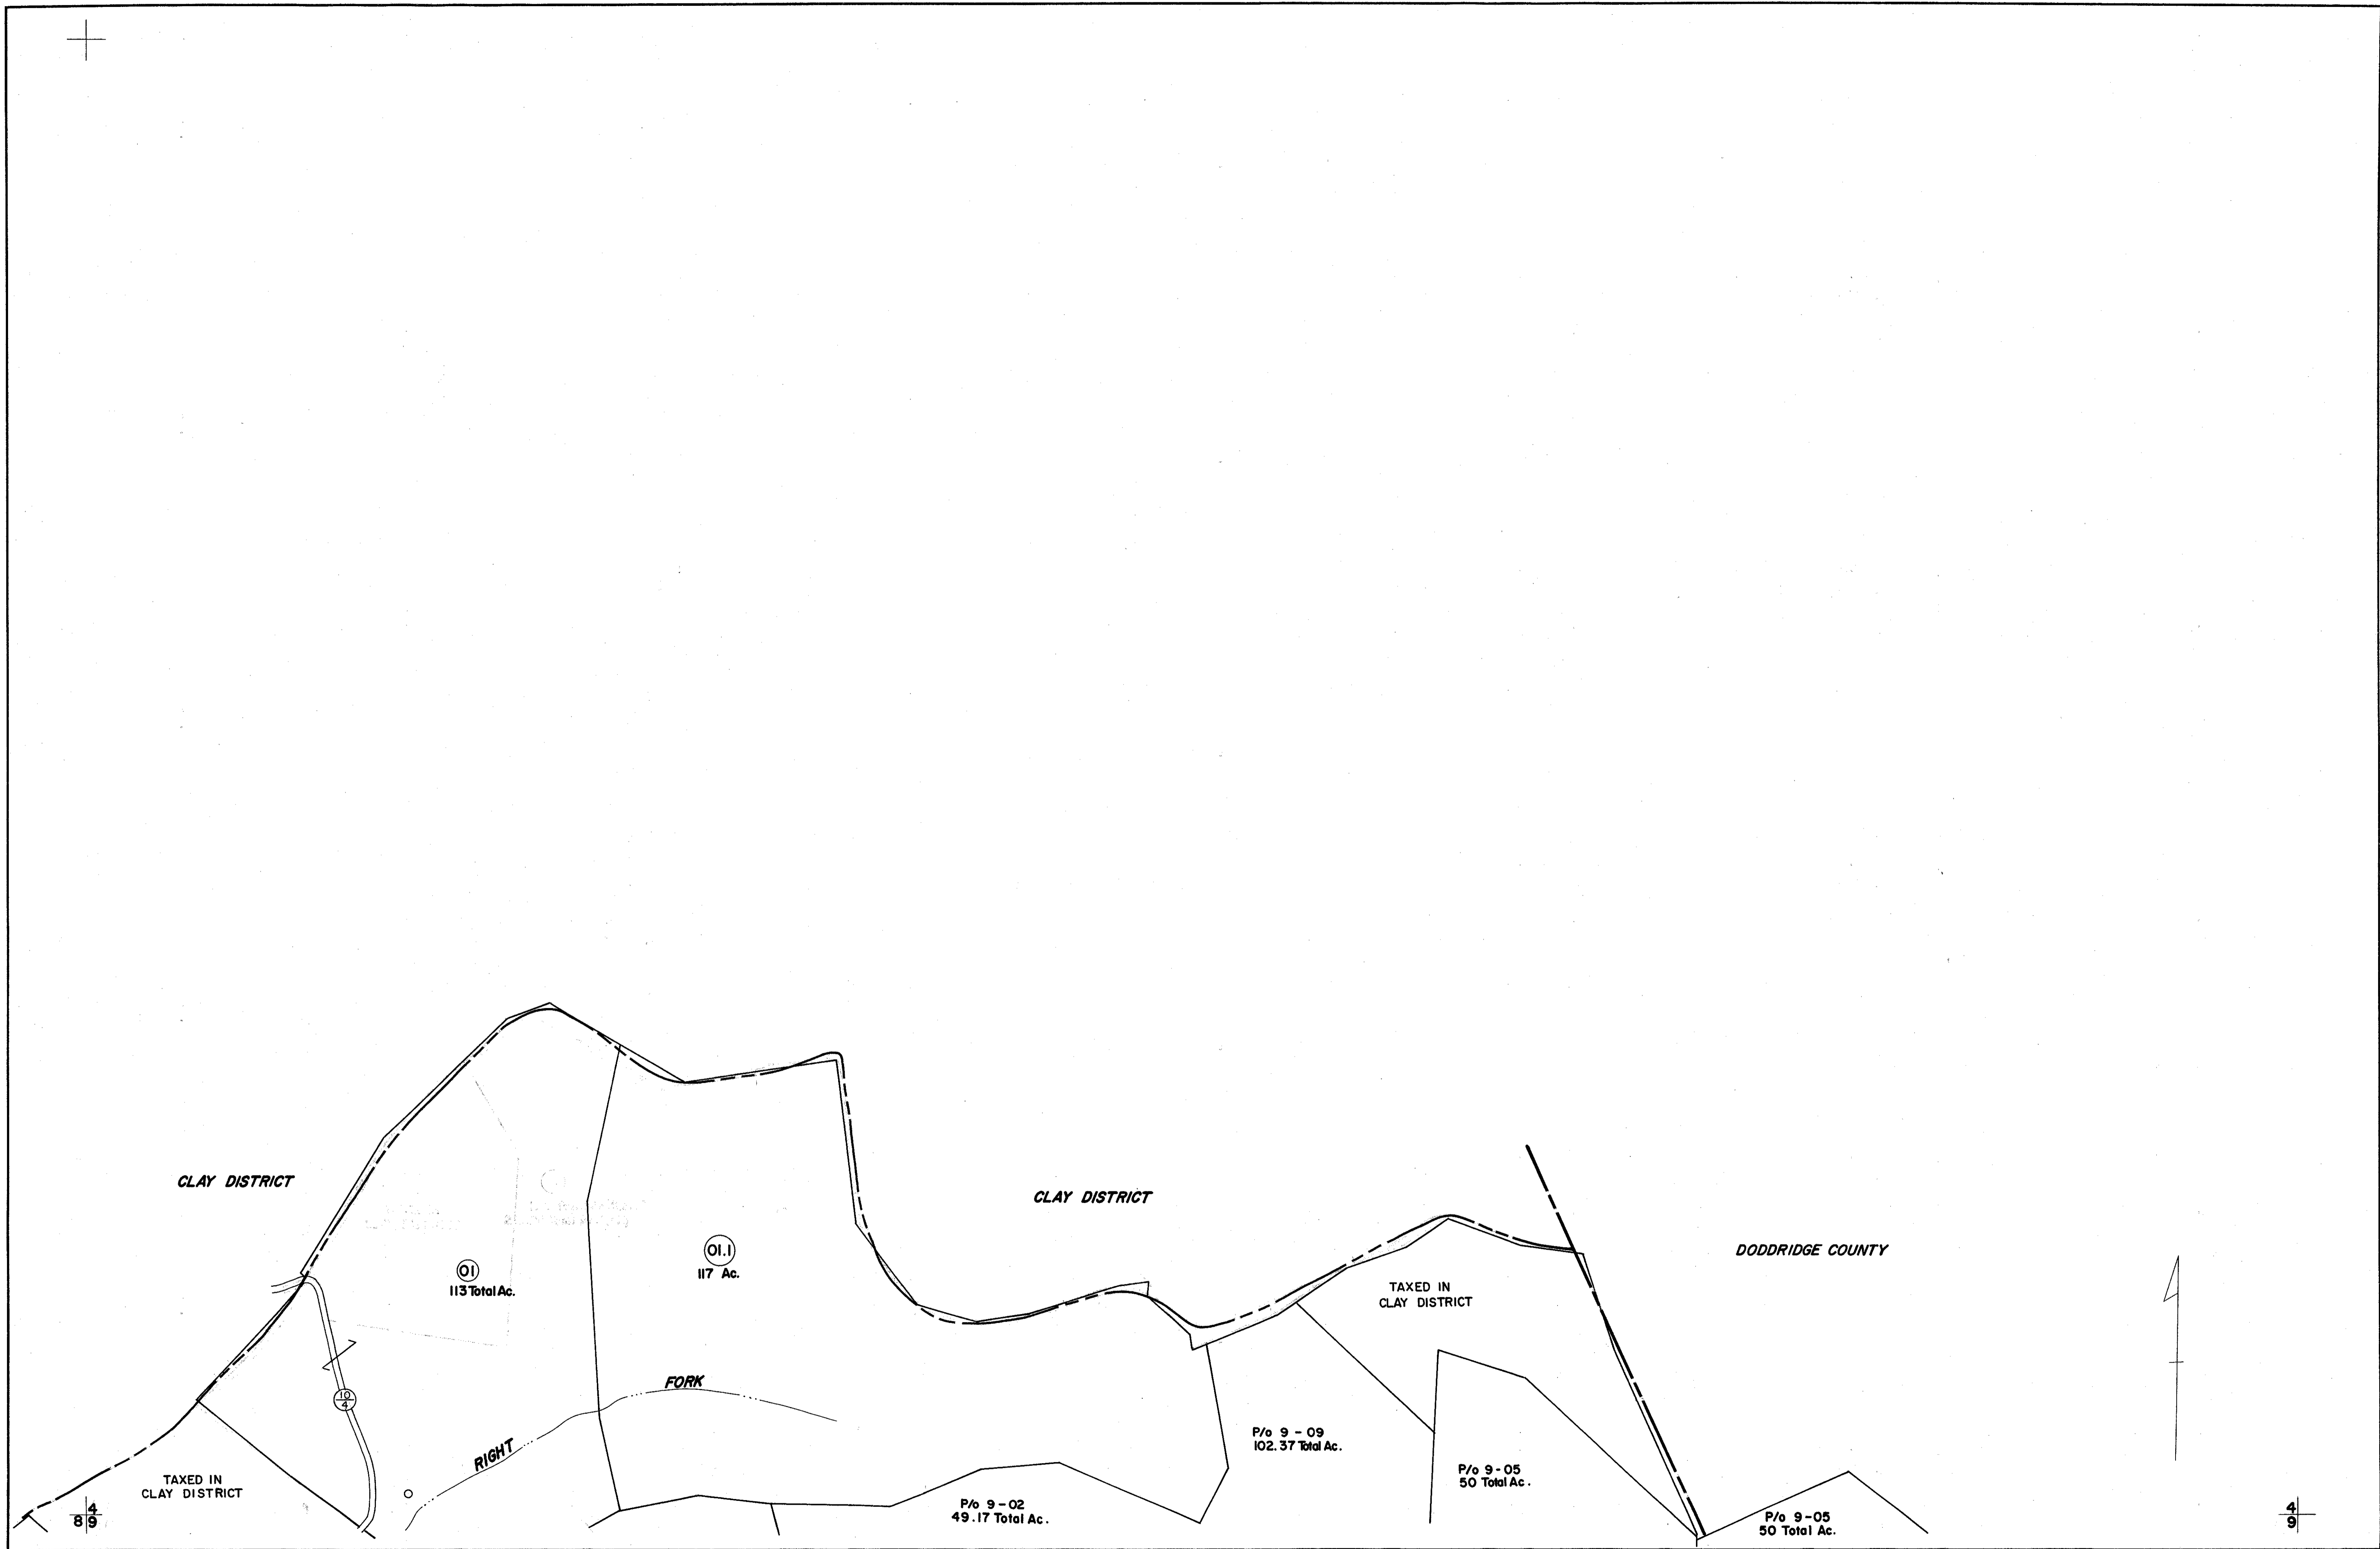 CLAY DISTRICT
CLAY DISTRICT
DODDRIDGE COUNTY
01
113 Total Ac.
01.1
117 Ac.
TAXED IN
CLAY DISTRICT
10
4
FORK
RIGHT
P/o 9 - 09
102.37 Total Ac.
P/o 9 - 05
50 Total Ac.
TAXED IN
CLAY DISTRICT
P/o 9 - 02
49.17 Total Ac.
P/o 9 - 05
50 Total Ac.
4
8 9
4
9